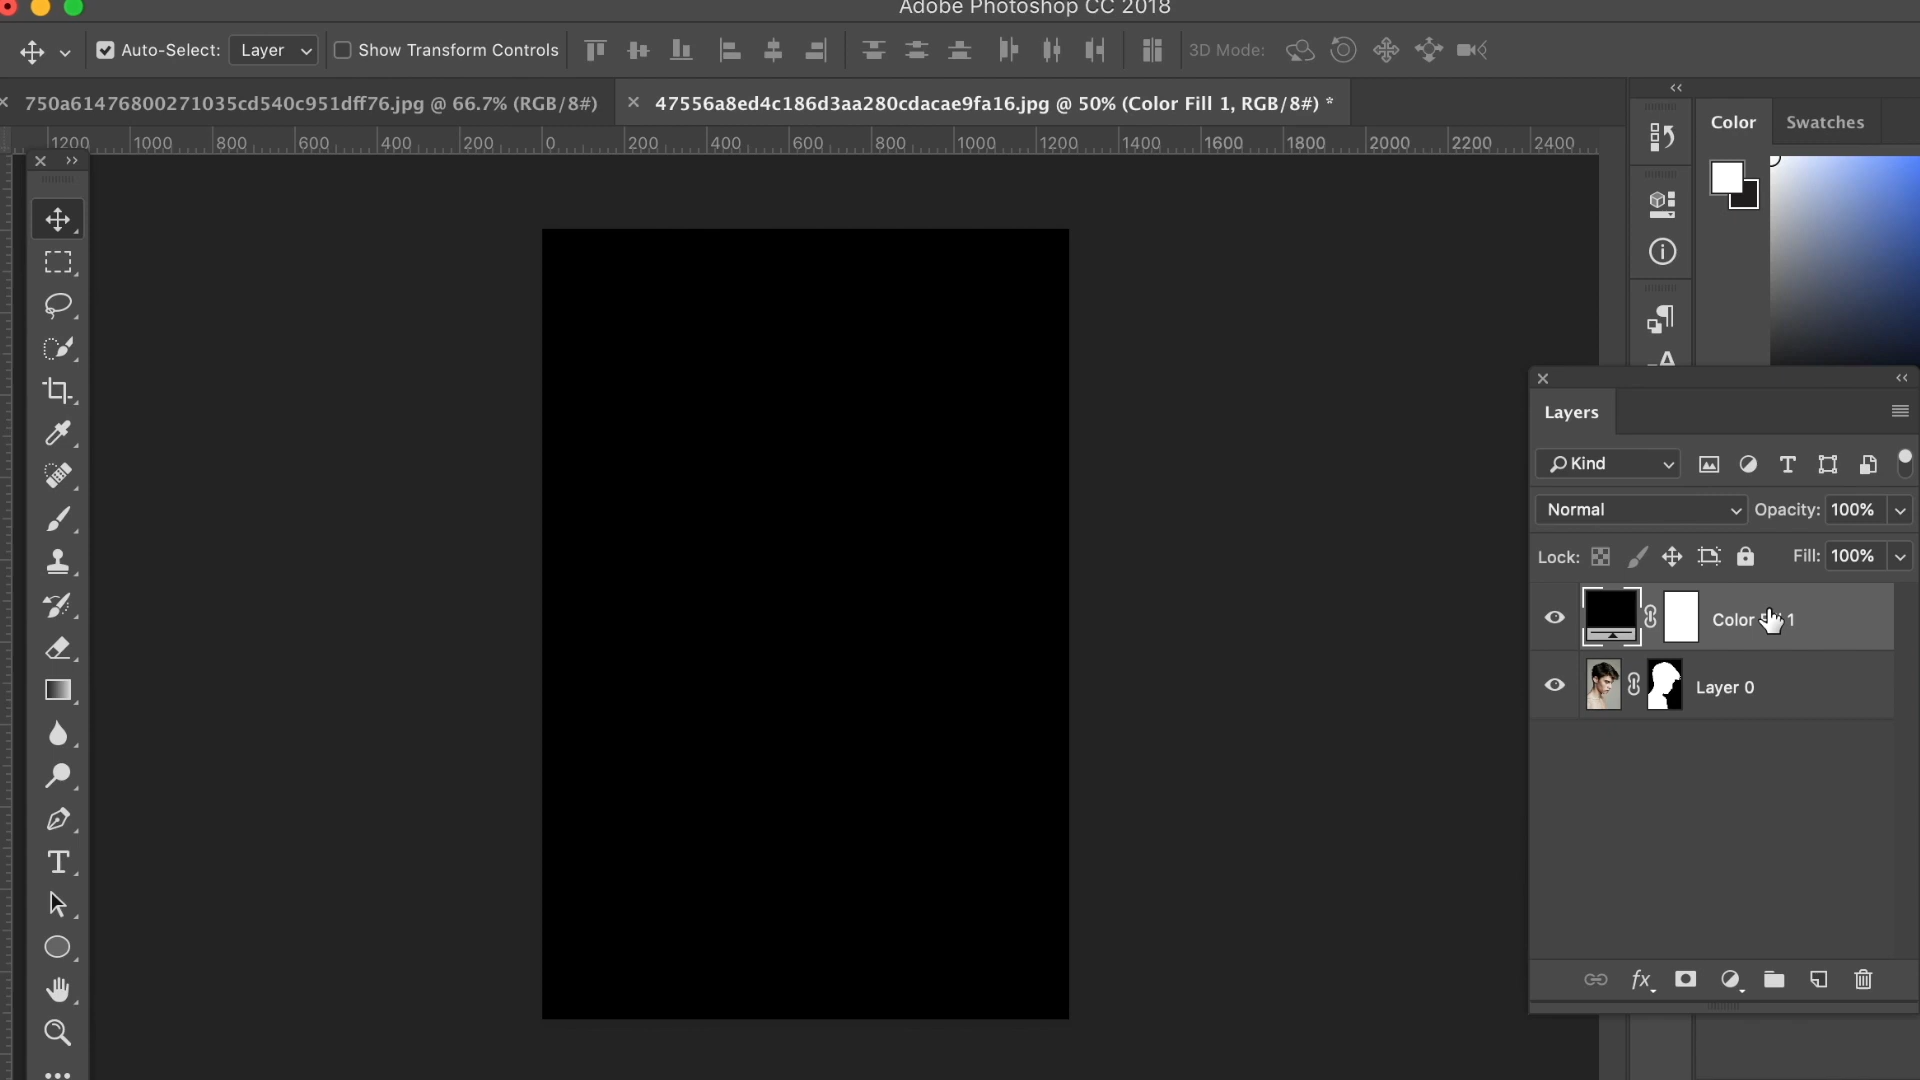 Adobe Photoshop CC 2018
Auto-Select: Layer Show Transform Controls 3D Mode:
750a61476800271035cd540c951dff76.jpg @ 66.7% (RGB/8#) 47556a8ed4c186d3aa280cdacae9fa16.jpg @ 50% (Color Fill 1, RGB/8#) *
1200 1000 800 600 400 200 0 200 400 600 800 1000 1200 1400 1600 1800 2000 2200 2400
Color Swatches
Layers
Kind
Normal Opacity: 100%
Lock: Fill: 100%
Color 1
Layer 0